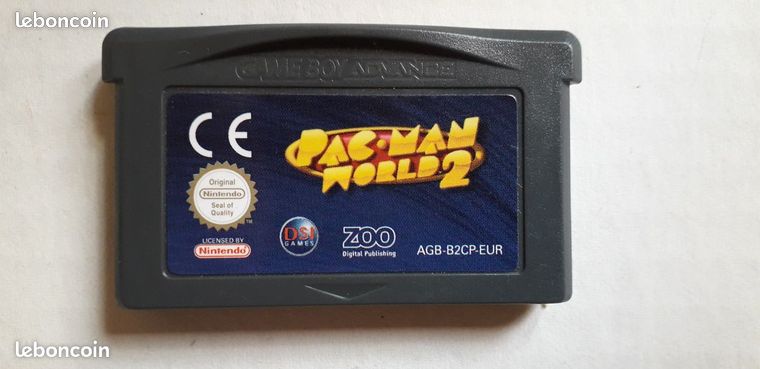 leboncoin
GAME BOY ADVANCE
CE
PAC-MAN
WORLD 2
Original
Nintendo
Seal of
Quality
TM
LICENSED BY
Nintendo
DSI
GAMES
ZOO
Digital Publishing
AGB-B2CP-EUR
leboncoin